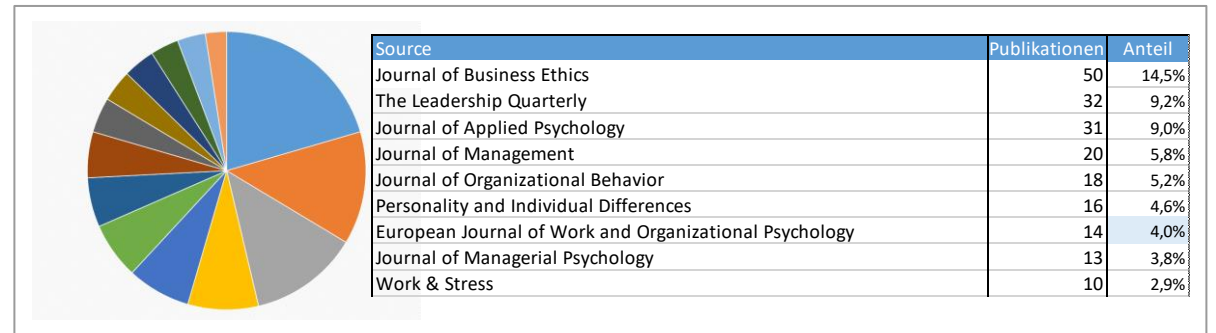 Source Publikationen Anteil
Journal of Business Ethics 50 14,5%
The Leadership Quarterly 32 9,2%
Journal of Applied Psychology 31 9,0%
Journal of Management 20 5,8%
Journal of Organizational Behavior 18 5,2%
Personality and Individual Differences 16 4,6%
European Journal of Work and Organizational Psychology 14 4,0%
Journal of Managerial Psychology 13 3,8%
Work & Stress 10 2,9%